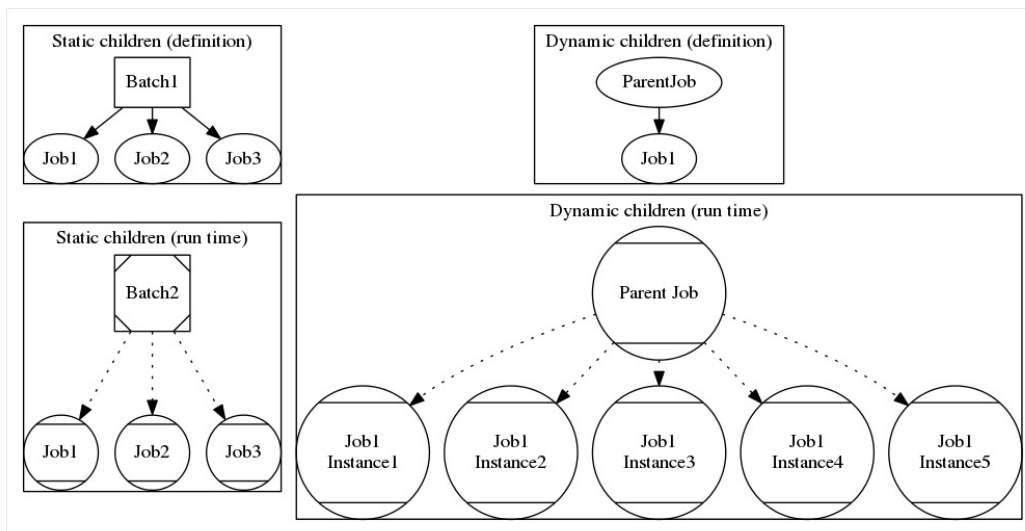 Static children (definition)
Batch1
Job1
Job2
Job3
Dynamic children (definition)
ParentJob
Job1
Static children (run time)
Batch2
Job1
Job2
Job3
Dynamic children (run time)
Parent Job
Job1
Instance1
Job1
Instance2
Job1
Instance3
Job1
Instance4
Job1
Instance5